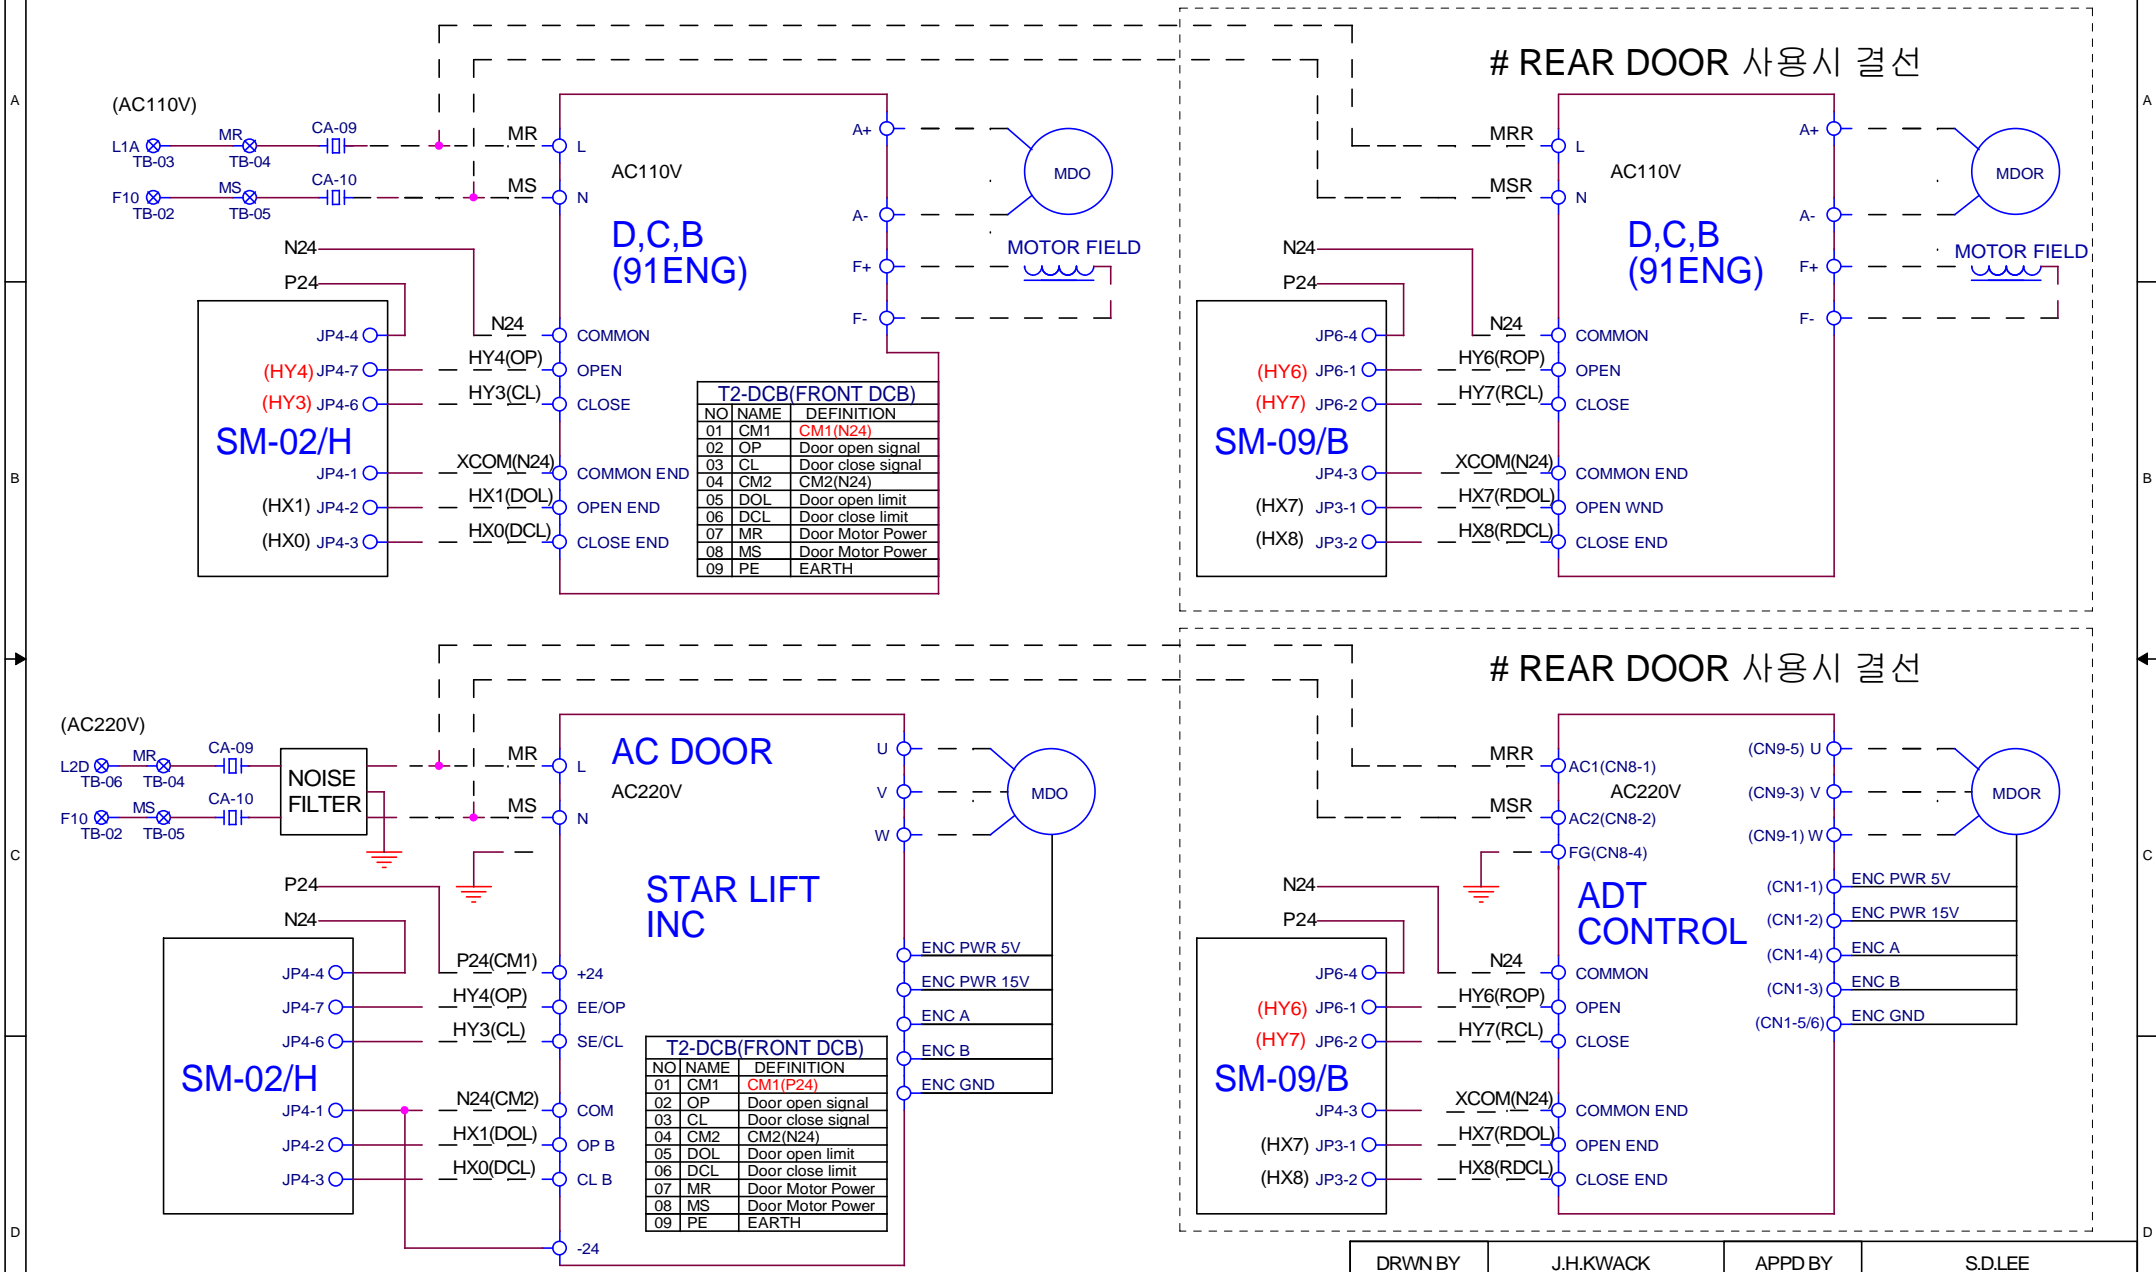 # REAR DOOR 사용시 결선
(AC110V)
L1A
TB-03
MR
TB-04
CA-09
MR
L
F10
TB-02
MS
TB-05
CA-10
MS
N
AC110V
D,C,B
(91ENG)
A+
A-
F+
F-
MDO
MOTOR FIELD
N24
P24
JP4-4
N24
COMMON
(HY4) JP4-7
HY4(OP)
OPEN
(HY3) JP4-6
HY3(CL)
CLOSE
SM-02/H
JP4-1
XCOM(N24)
COMMON END
(HX1) JP4-2
HX1(DOL)
OPEN END
(HX0) JP4-3
HX0(DCL)
CLOSE END
T2-DCB(FRONT DCB)
NO NAME DEFINITION
01 CM1 CM1(N24)
02 OP Door open signal
03 CL Door close signal
04 CM2 CM2(N24)
05 DOL Door open limit
06 DCL Door close limit
07 MR Door Motor Power
08 MS Door Motor Power
09 PE EARTH
MRR
L
MSR
N
AC110V
D,C,B
(91ENG)
A+
A-
F+
F-
MDOR
MOTOR FIELD
N24
P24
JP6-4
N24
COMMON
(HY6) JP6-1
HY6(ROP)
OPEN
(HY7) JP6-2
HY7(RCL)
CLOSE
SM-09/B
JP4-3
XCOM(N24)
COMMON END
(HX7) JP3-1
HX7(RDOL)
OPEN WND
(HX8) JP3-2
HX8(RDCL)
CLOSE END
# REAR DOOR 사용시 결선
(AC220V)
L2D
TB-06
MR
TB-04
CA-09
F10
TB-02
MS
TB-05
CA-10
NOISE
FILTER
MR
L
MS
N
AC DOOR
AC220V
STAR LIFT
INC
U
V
W
MDO
ENC PWR 5V
ENC PWR 15V
ENC A
ENC B
ENC GND
P24
N24
JP4-4
P24(CM1)
+24
JP4-7
HY4(OP)
EE/OP
JP4-6
HY3(CL)
SE/CL
SM-02/H
JP4-1
N24(CM2)
COM
JP4-2
HX1(DOL)
OP B
JP4-3
HX0(DCL)
CL B
-24
T2-DCB(FRONT DCB)
NO NAME DEFINITION
01 CM1 CM1(P24)
02 OP Door open signal
03 CL Door close signal
04 CM2 CM2(N24)
05 DOL Door open limit
06 DCL Door close limit
07 MR Door Motor Power
08 MS Door Motor Power
09 PE EARTH
MRR
AC1(CN8-1)
AC220V
MSR
AC2(CN8-2)
FG(CN8-4)
ADT
CONTROL
(CN9-5) U
(CN9-3) V
(CN9-1) W
MDOR
(CN1-1)
ENC PWR 5V
(CN1-2)
ENC PWR 15V
(CN1-4)
ENC A
(CN1-3)
ENC B
(CN1-5/6)
ENC GND
N24
P24
JP6-4
N24
COMMON
(HY6) JP6-1
HY6(ROP)
OPEN
(HY7) JP6-2
HY7(RCL)
CLOSE
SM-09/B
JP4-3
XCOM(N24)
COMMON END
(HX7) JP3-1
HX7(RDOL)
OPEN END
(HX8) JP3-2
HX8(RDCL)
CLOSE END
DRWN BY J.H.KWACK APPD BY S.D.LEE
A
B
C
D
A
B
C
D